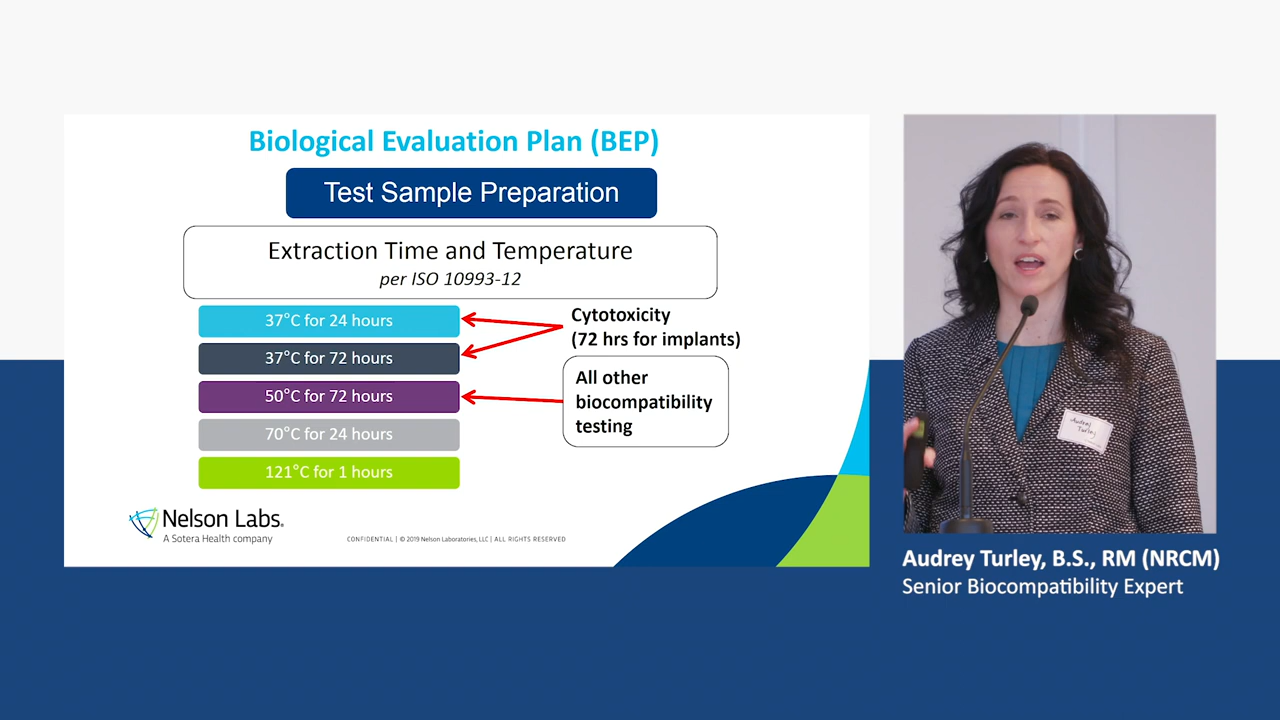 Biological Evaluation Plan (BEP)
Test Sample Preparation
Extraction Time and Temperature
per ISO 10993-12
37°C for 24 hours
37°C for 72 hours
50°C for 72 hours
70°C for 24 hours
121°C for 1 hours
Cytotoxicity
(72 hrs for implants)
All other
biocompatibility
testing
Nelson Labs.
A Sotera Health company
CONFIDENTIAL | © 2019 Nelson Laboratories, LLC | ALL RIGHTS RESERVED
Audrey
Turley
Audrey Turley, B.S., RM (NRCM)
Senior Biocompatibility Expert